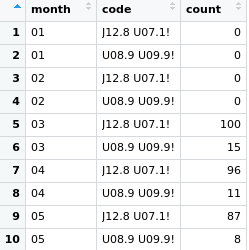 month code count
1 01 J12.8 U07.1! 0
2 01 U08.9 U09.9! 0
3 02 J12.8 U07.1! 0
4 02 U08.9 U09.9! 0
5 03 J12.8 U07.1! 100
6 03 U08.9 U09.9! 15
7 04 J12.8 U07.1! 96
8 04 U08.9 U09.9! 11
9 05 J12.8 U07.1! 87
10 05 U08.9 U09.9! 8